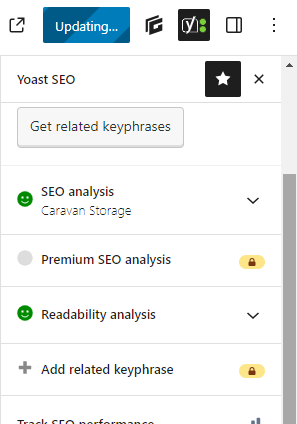 Updating...
Yoast SEO
Get related keyphrases
SEO analysis
Caravan Storage
Premium SEO analysis
Readability analysis
Add related keyphrase
Track SEO performance